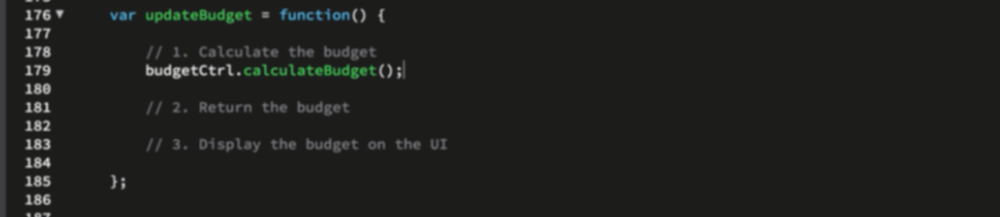 176 ▼ var updateBudget = function() {
177
178 // 1. Calculate the budget
179 budgetCtrl.calculateBudget();
180
181 // 2. Return the budget
182
183 // 3. Display the budget on the UI
184
185 };
186
187